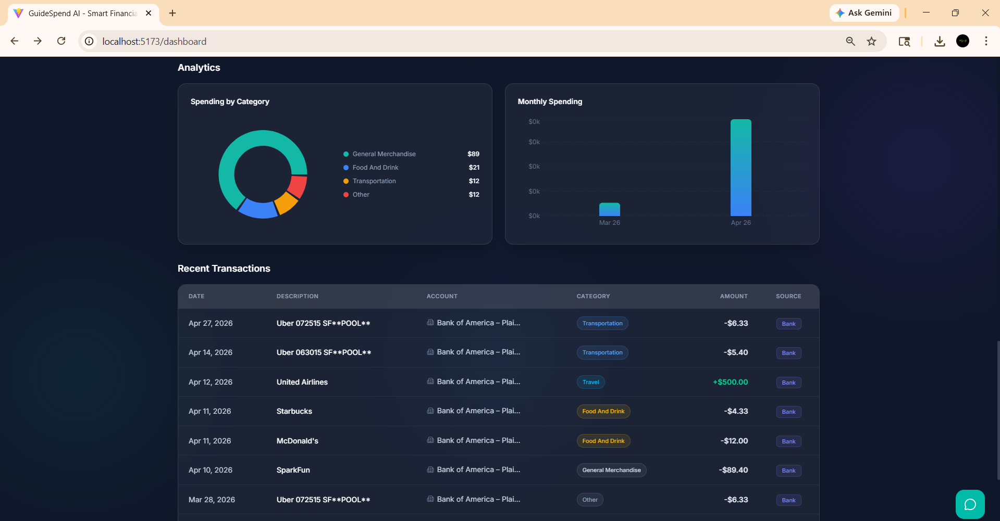 GuideSpend AI - Smart Financia
Ask Gemini
localhost:5173/dashboard
Analytics
Spending by Category
General Merchandise $89
Food And Drink $21
Transportation $12
Other $12
Monthly Spending
$0k
$0k
$0k
$0k
$0k
Mar 26 Apr 26
Recent Transactions
DATE DESCRIPTION ACCOUNT CATEGORY AMOUNT SOURCE
Apr 27, 2026 Uber 072515 SF**POOL** Bank of America – Plai... Transportation -$6.33 Bank
Apr 14, 2026 Uber 063015 SF**POOL** Bank of America – Plai... Transportation -$5.40 Bank
Apr 12, 2026 United Airlines Bank of America – Plai... Travel +$500.00 Bank
Apr 11, 2026 Starbucks Bank of America – Plai... Food And Drink -$4.33 Bank
Apr 11, 2026 McDonald's Bank of America – Plai... Food And Drink -$12.00 Bank
Apr 10, 2026 SparkFun Bank of America – Plai... General Merchandise -$89.40 Bank
Mar 28, 2026 Uber 072515 SF**POOL** Bank of America – Plai... Other -$6.33 Bank